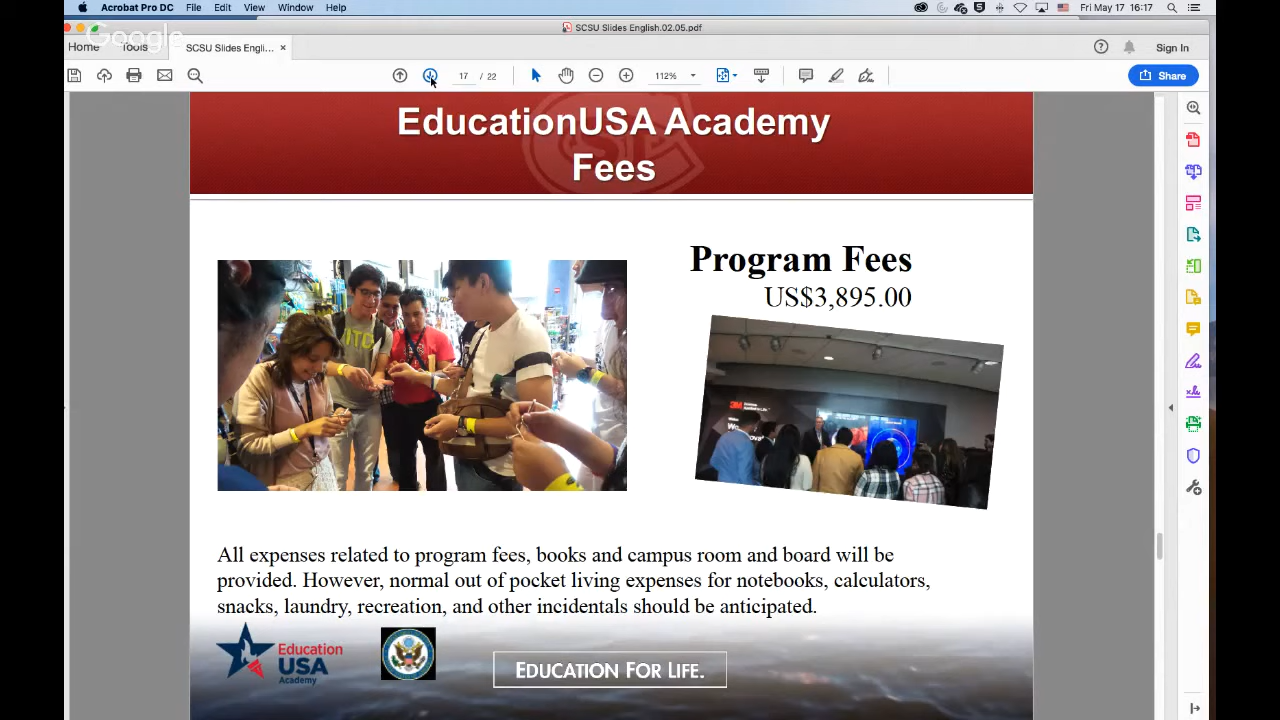 Acrobat Pro DC File Edit View Window Help Fri May 17 16:17
SCSU Slides English.02.05.pdf
Google
Home Tools SCSU Slides Engli... × Sign In
17 / 22 112% Share
EducationUSA Academy
Fees
Program Fees
US$3,895.00
3M
All expenses related to program fees, books and campus room and board will be
provided. However, normal out of pocket living expenses for notebooks, calculators,
snacks, laundry, recreation, and other incidentals should be anticipated.
Education
USA
Academy
EDUCATION FOR LIFE.